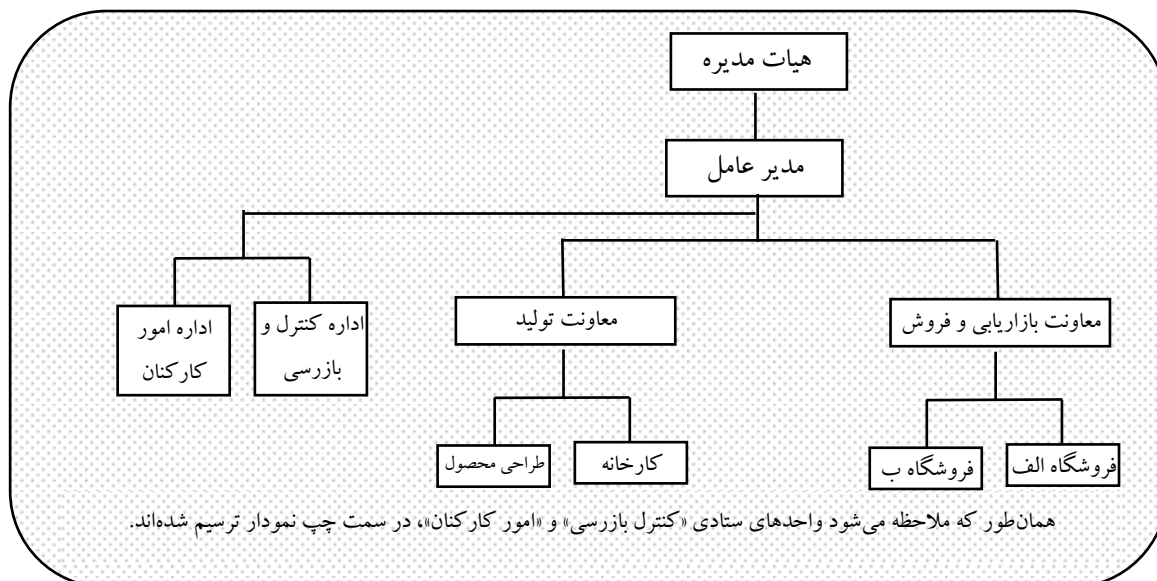 هیات مدیره
مدیر عامل
معاونت بازاریابی و فروش
معاونت تولید
اداره کنترل و
بازرسی
اداره امور
کارکنان
فروشگاه الف
فروشگاه ب
کارخانه
طراحی محصول
همان‌طور که ملاحظه می‌شود واحدهای ستادی «کنترل بازرسی» و «امور کارکنان»، در سمت چپ نمودار ترسیم شده‌اند.